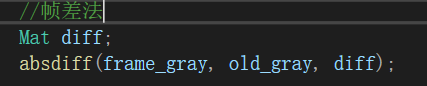 //帧差法
Mat diff;
absdiff(frame_gray, old_gray, diff);